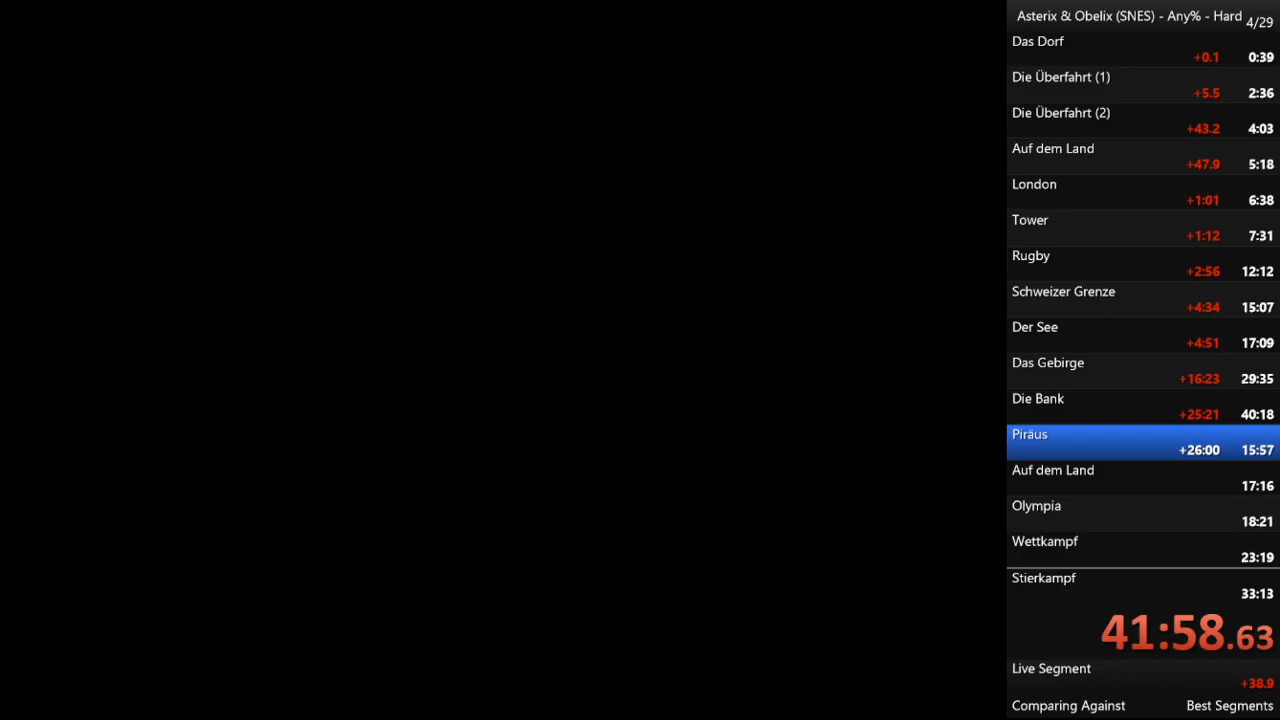 Asterix & Obelix (SNES) - Any% - Hard 4/29
Das Dorf
+0.1 0:39
Die Überfahrt (1)
+5.5 2:36
Die Überfahrt (2)
+43.2 4:03
Auf dem Land
+47.9 5:18
London
+1:01 6:38
Tower
+1:12 7:31
Rugby
+2:56 12:12
Schweizer Grenze
+4:34 15:07
Der See
+4:51 17:09
Das Gebirge
+16:23 29:35
Die Bank
+25:21 40:18
Piräus
+26:00 15:57
Auf dem Land
17:16
Olympia
18:21
Wettkampf
23:19
Stierkampf
33:13
41:58.63
Live Segment
+38.9
Comparing Against Best Segments